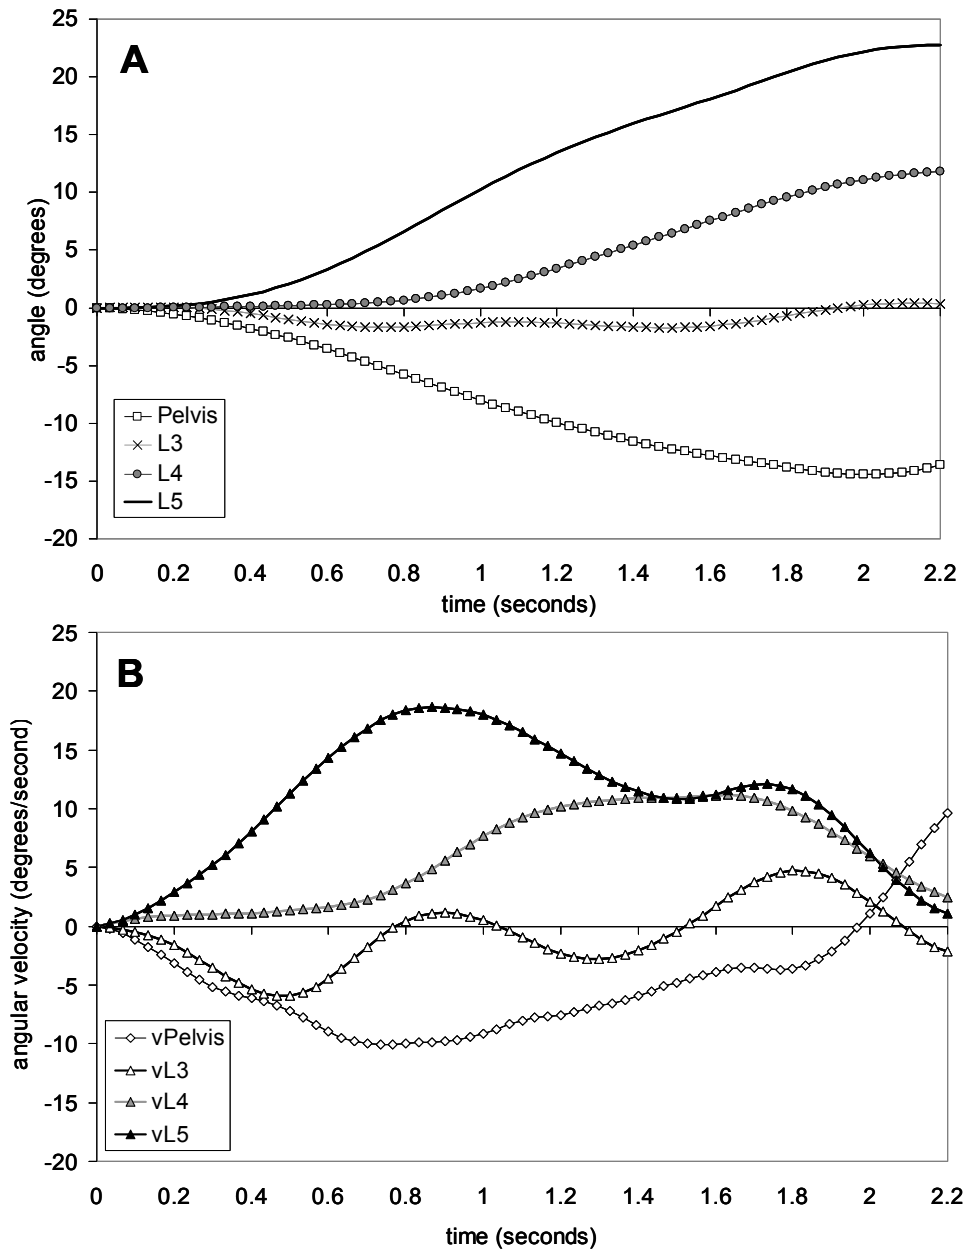 25
A
20
15
10
5
0
-5
-10
-15
-20
angle (degrees)
Pelvis
L3
L4
L5
0 0.2 0.4 0.6 0.8 1 1.2 1.4 1.6 1.8 2 2.2
time (seconds)
25
B
20
15
10
5
0
-5
-10
-15
-20
angular velocity (degrees/second)
vPelvis
vL3
vL4
vL5
0 0.2 0.4 0.6 0.8 1 1.2 1.4 1.6 1.8 2 2.2
time (seconds)